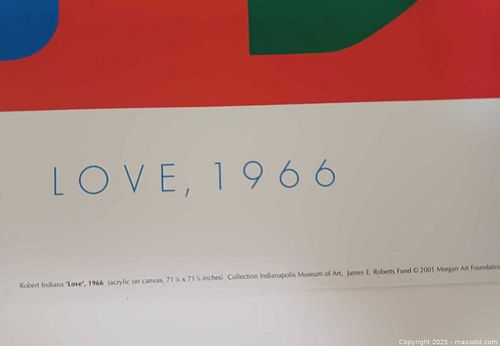 LOVE, 1966
Robert Indiana 'Love', 1966 (acrylic on canvas, 71 ⅞ x 71 ⅞ inches) Collection Indianapolis Museum of Art, James E. Roberts Fund © 2001 Morgan Art Foundation
Copyright 2025 - maxsold.com